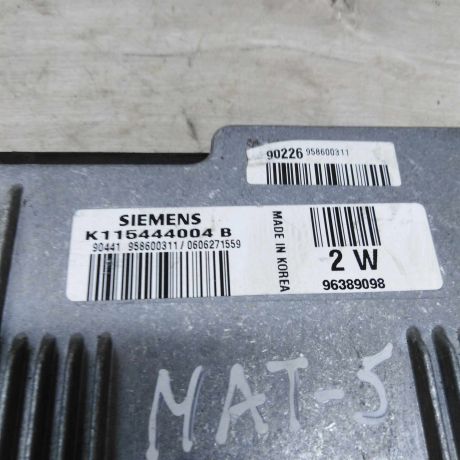 90226 958600311
SIEMENS
K115444004 B
90441 958600311 / 0606271559
MADE IN KOREA
2 W
96389098
MAT-5